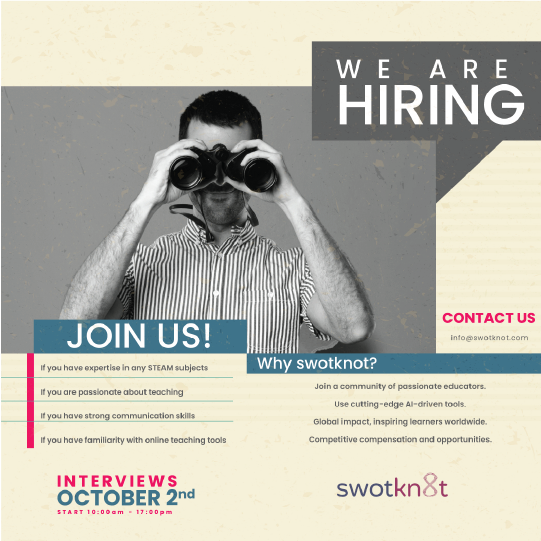 WE ARE
HIRING
JOIN US!
If you have expertise in any STEAM subjects
If you are passionate about teaching
If you have strong communication skills
If you have familiarity with online teaching tools
INTERVIEWS
OCTOBER 2nd
START 10:00am - 17:00pm
CONTACT US
info@swotknot.com
Why swotknot?
Join a community of passionate educators.
Use cutting-edge AI-driven tools.
Global impact, inspiring learners worldwide.
Competitive compensation and opportunities.
swotkn8t